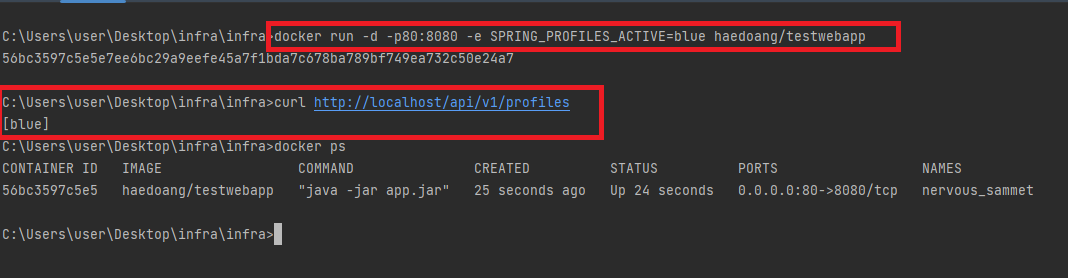 C:\Users\user\Desktop\infra\infra>docker run -d -p80:8080 -e SPRING_PROFILES_ACTIVE=blue haedoang/testwebapp
56bc3597c5e5e7ee6bc29a9eefe45a7f1bda7c678ba789bf749ea732c50e24a7
C:\Users\user\Desktop\infra\infra>curl http://localhost/api/v1/profiles
[blue]
C:\Users\user\Desktop\infra\infra>docker ps
CONTAINER ID   IMAGE                 COMMAND               CREATED          STATUS          PORTS                  NAMES
56bc3597c5e5   haedoang/testwebapp   "java -jar app.jar"   25 seconds ago   Up 24 seconds   0.0.0.0:80->8080/tcp   nervous_sammet
C:\Users\user\Desktop\infra\infra>